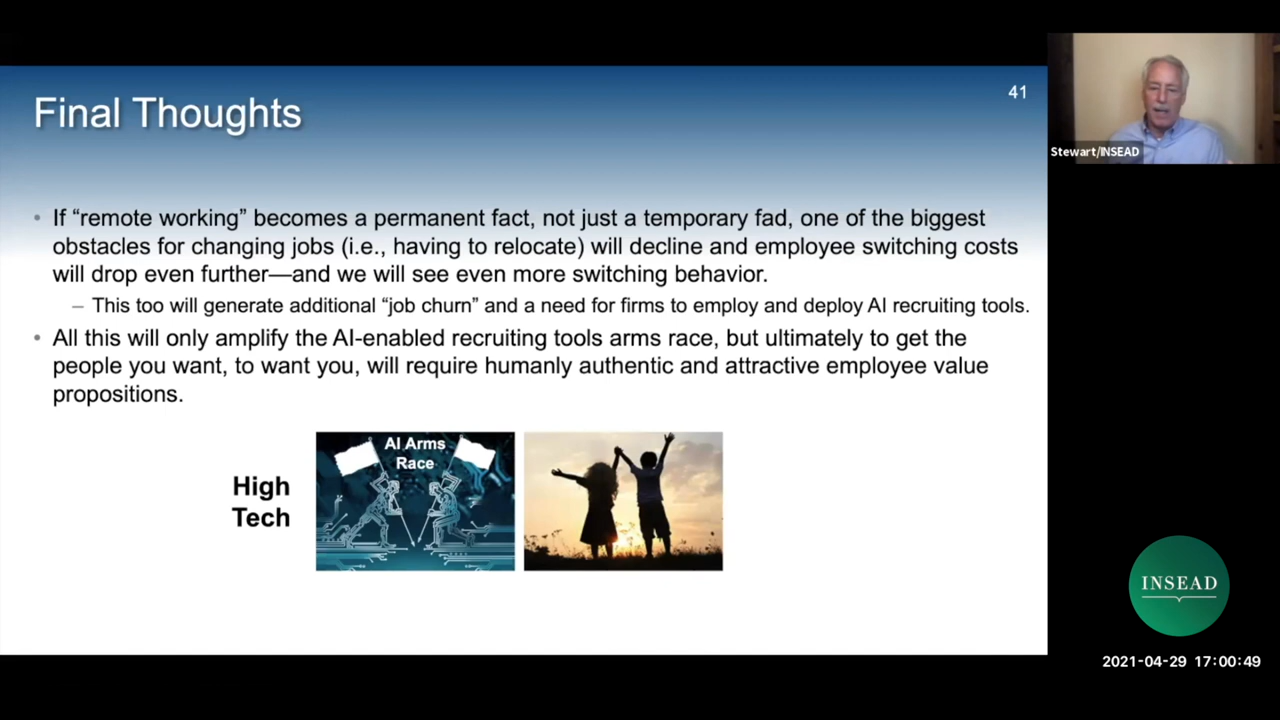 41
Final Thoughts
• If “remote working” becomes a permanent fact, not just a temporary fad, one of the biggest
obstacles for changing jobs (i.e., having to relocate) will decline and employee switching costs
will drop even further—and we will see even more switching behavior.
– This too will generate additional “job churn” and a need for firms to employ and deploy AI recruiting tools.
• All this will only amplify the AI-enabled recruiting tools arms race, but ultimately to get the
people you want, to want you, will require humanly authentic and attractive employee value
propositions.
High
Tech
AI Arms
Race
Stewart/INSEAD
INSEAD
2021-04-29 17:00:49